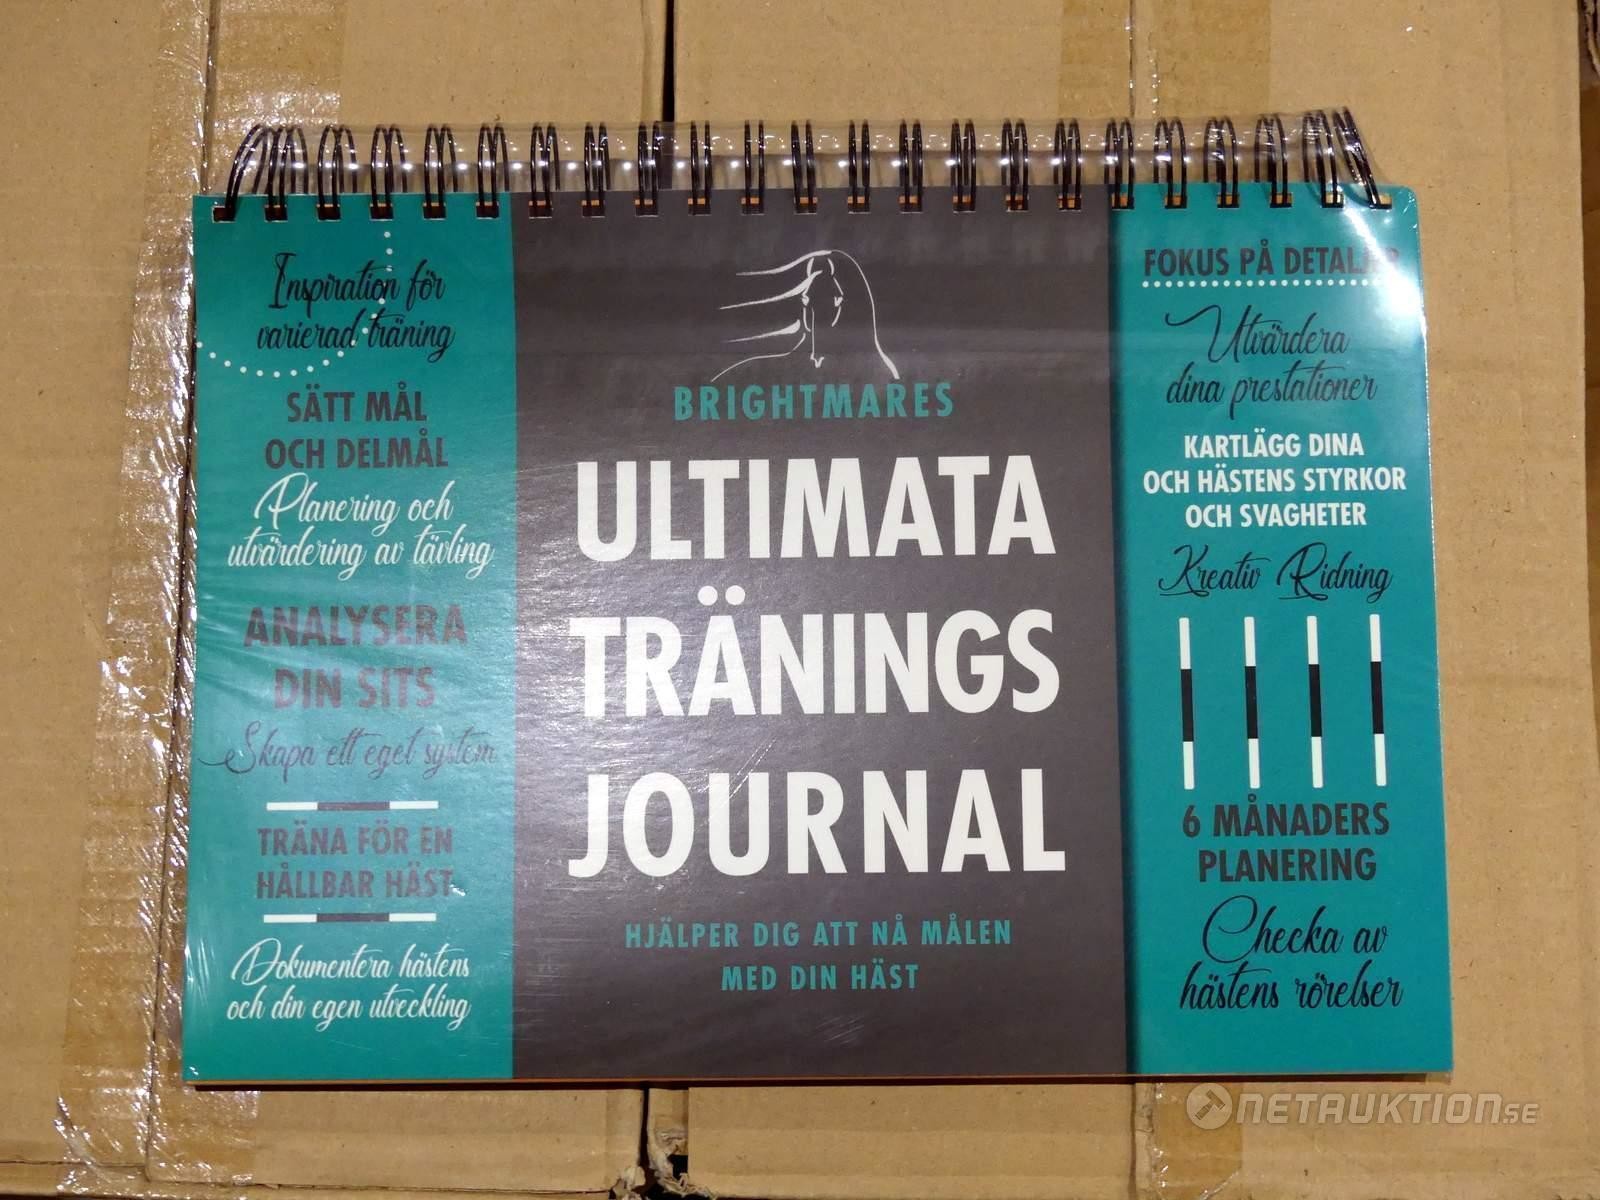 Inspiration för
varierad träning
SÄTT MÅL
OCH DELMÅL
Planering och
utvärdering av tävling
ANALYSERA
DIN SITS
Skapa ett eget system
TRÄNA FÖR EN
HÅLLBAR HÄST
Dokumentera hästens
och din egen utveckling
BRIGHTMARES
ULTIMATA
TRÄNINGS
JOURNAL
HJÄLPER DIG ATT NÅ MÅLEN
MED DIN HÄST
FOKUS PÅ DETALJER
Utvärdera
dina prestationer
KARTLÄGG DINA
OCH HÄSTENS STYRKOR
OCH SVAGHETER
Kreativ Ridning
6 MÅNADERS
PLANERING
Checka av
hästens rörelser
NETAUKTION.SE